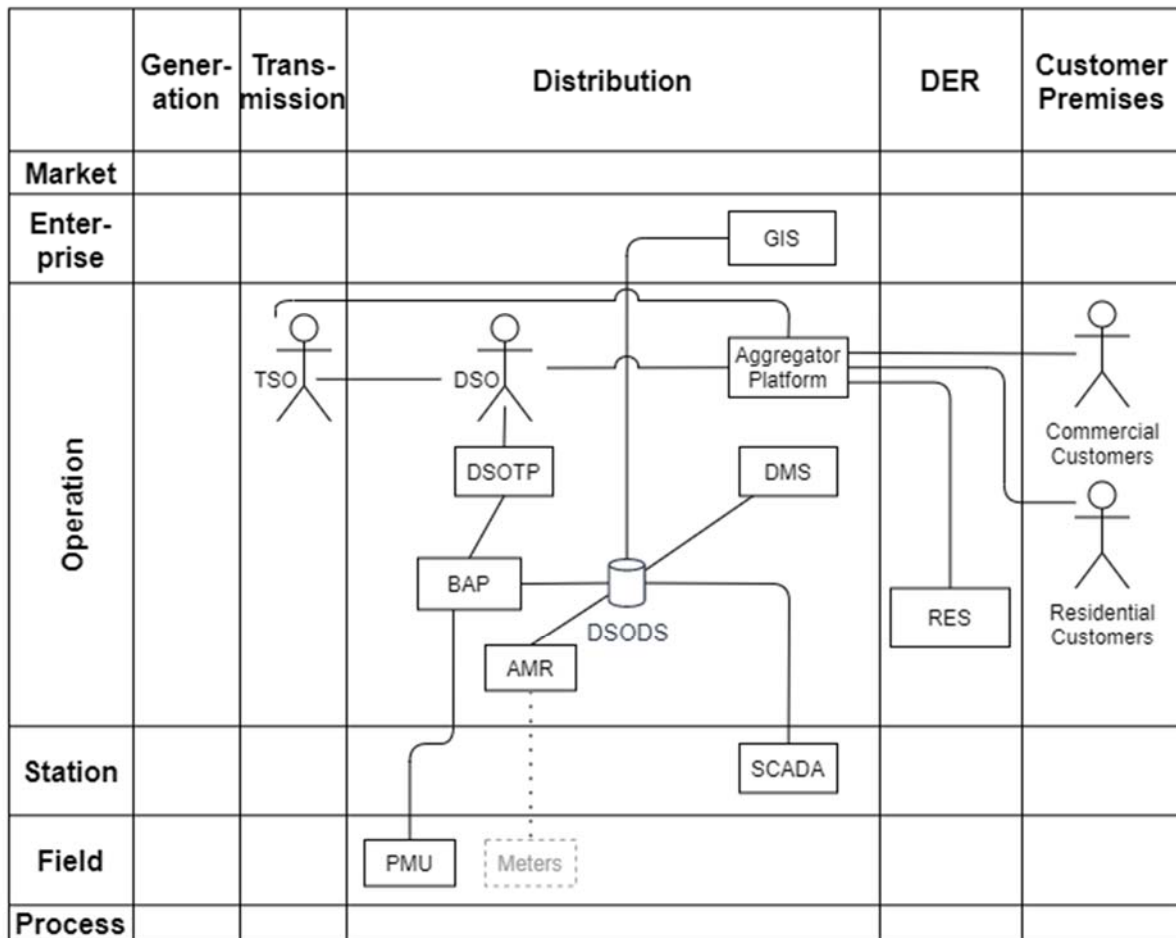 Gener-
ation
Trans-
mission
Distribution
DER
Customer
Premises
Market
Enter-
prise
GIS
Operation
TSO
DSO
Aggregator
Platform
Commercial
Customers
DSOTP
DMS
BAP
DSODS
RES
Residential
Customers
AMR
Station
SCADA
Field
PMU
Meters
Process